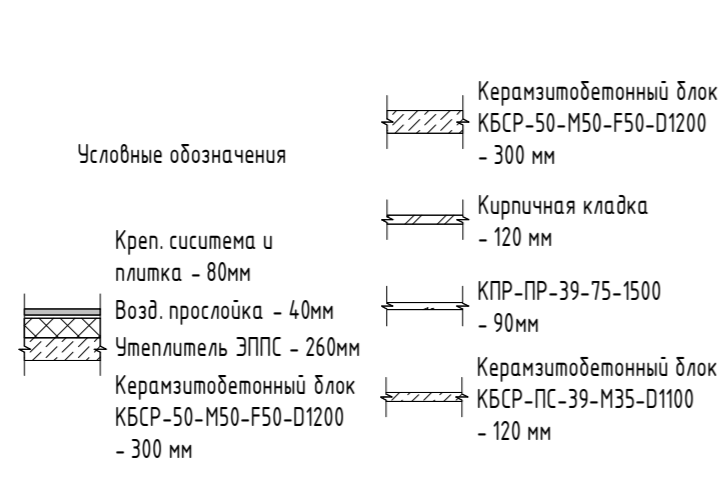 Условные обозначения
Креп. сиситема и
плитка - 80мм
Возд. прослойка - 40мм
Утеплитель ЭППС - 260мм
Керамзитобетонный блок
КБСР-50-М50-F50-D1200
- 300 мм
Керамзитобетонный блок
КБСР-50-М50-F50-D1200
- 300 мм
Кирпичная кладка
- 120 мм
КПР-ПР-39-75-1500
- 90мм
Керамзитобетонный блок
КБСР-ПС-39-М35-D1100
- 120 мм